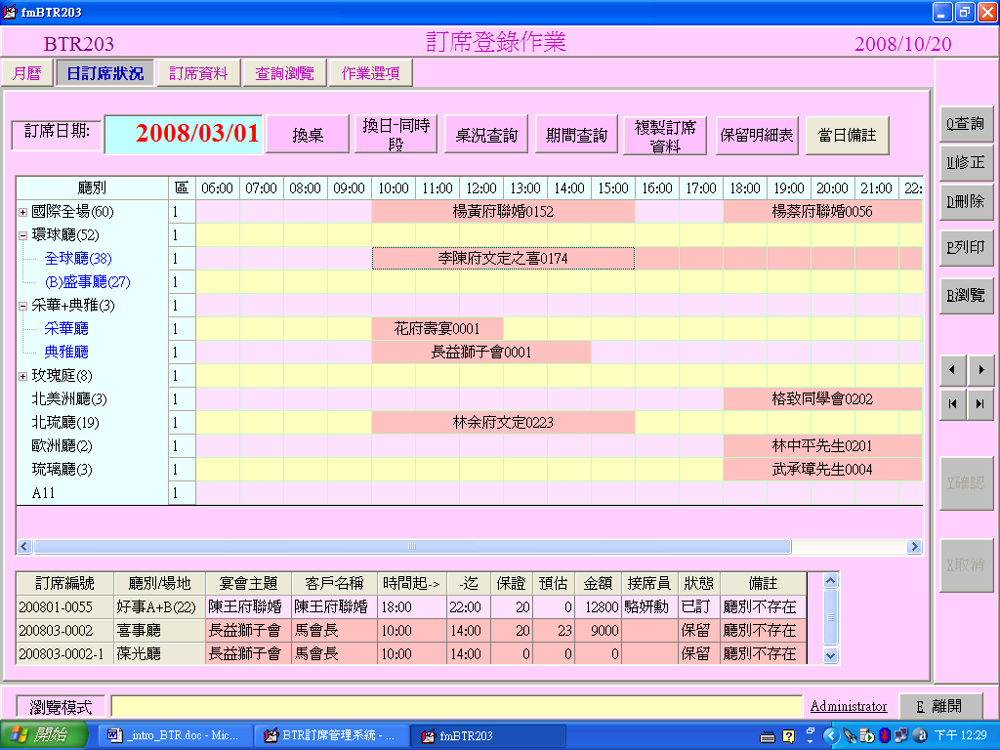 fmBTR203
BTR203 訂席登錄作業 2008/10/20
月曆 日訂席狀況 訂席資料 查詢瀏覽 作業選項
訂席日期: 2008/03/01 換桌 換日-同時段 桌況查詢 期間查詢 複製訂席資料 保留明細表 當日備註
Q查詢
U修正
D刪除
P列印
B瀏覽
Y確認
X取消
廳別 區 06:00 07:00 08:00 09:00 10:00 11:00 12:00 13:00 14:00 15:00 16:00 17:00 18:00 19:00 20:00 21:00 22:
國際全場(60) 1 楊黃府聯婚0152 楊蔡府聯婚0056
環球廳(52) 1
全球廳(38) 1 李陳府文定之喜0174
(B)盛事廳(27) 1
采華+典雅(3) 1
采華廳 1 花府壽宴0001
典雅廳 1 長益獅子會0001
玫瑰庭(8) 1
北美洲廳(3) 1 格致同學會0202
北琉廳(19) 1 林余府文定0223
歐洲廳(2) 1 林中平先生0201
琉璃廳(3) 1 武承璋先生0004
A11 1
訂席編號 廳別/場地 宴會主題 客戶名稱 時間起-> -迄 保證 預估 金額 接席員 狀態 備註
200801-0055 好事A+B(22) 陳王府聯婚 陳王府聯婚 18:00 22:00 20 0 12800 駱妍勳 已訂 廳別不存在
200803-0002 喜事廳 長益獅子會 馬會長 10:00 14:00 20 23 9000 保留 廳別不存在
200803-0002-1 葆光廳 長益獅子會 馬會長 10:00 14:00 0 0 0 保留 廳別不存在
瀏覽模式 Administrator E 離開
開始 _intro_BTR.doc - Mic... BTR訂席管理系統 - ... fmBTR203 下午 12:29